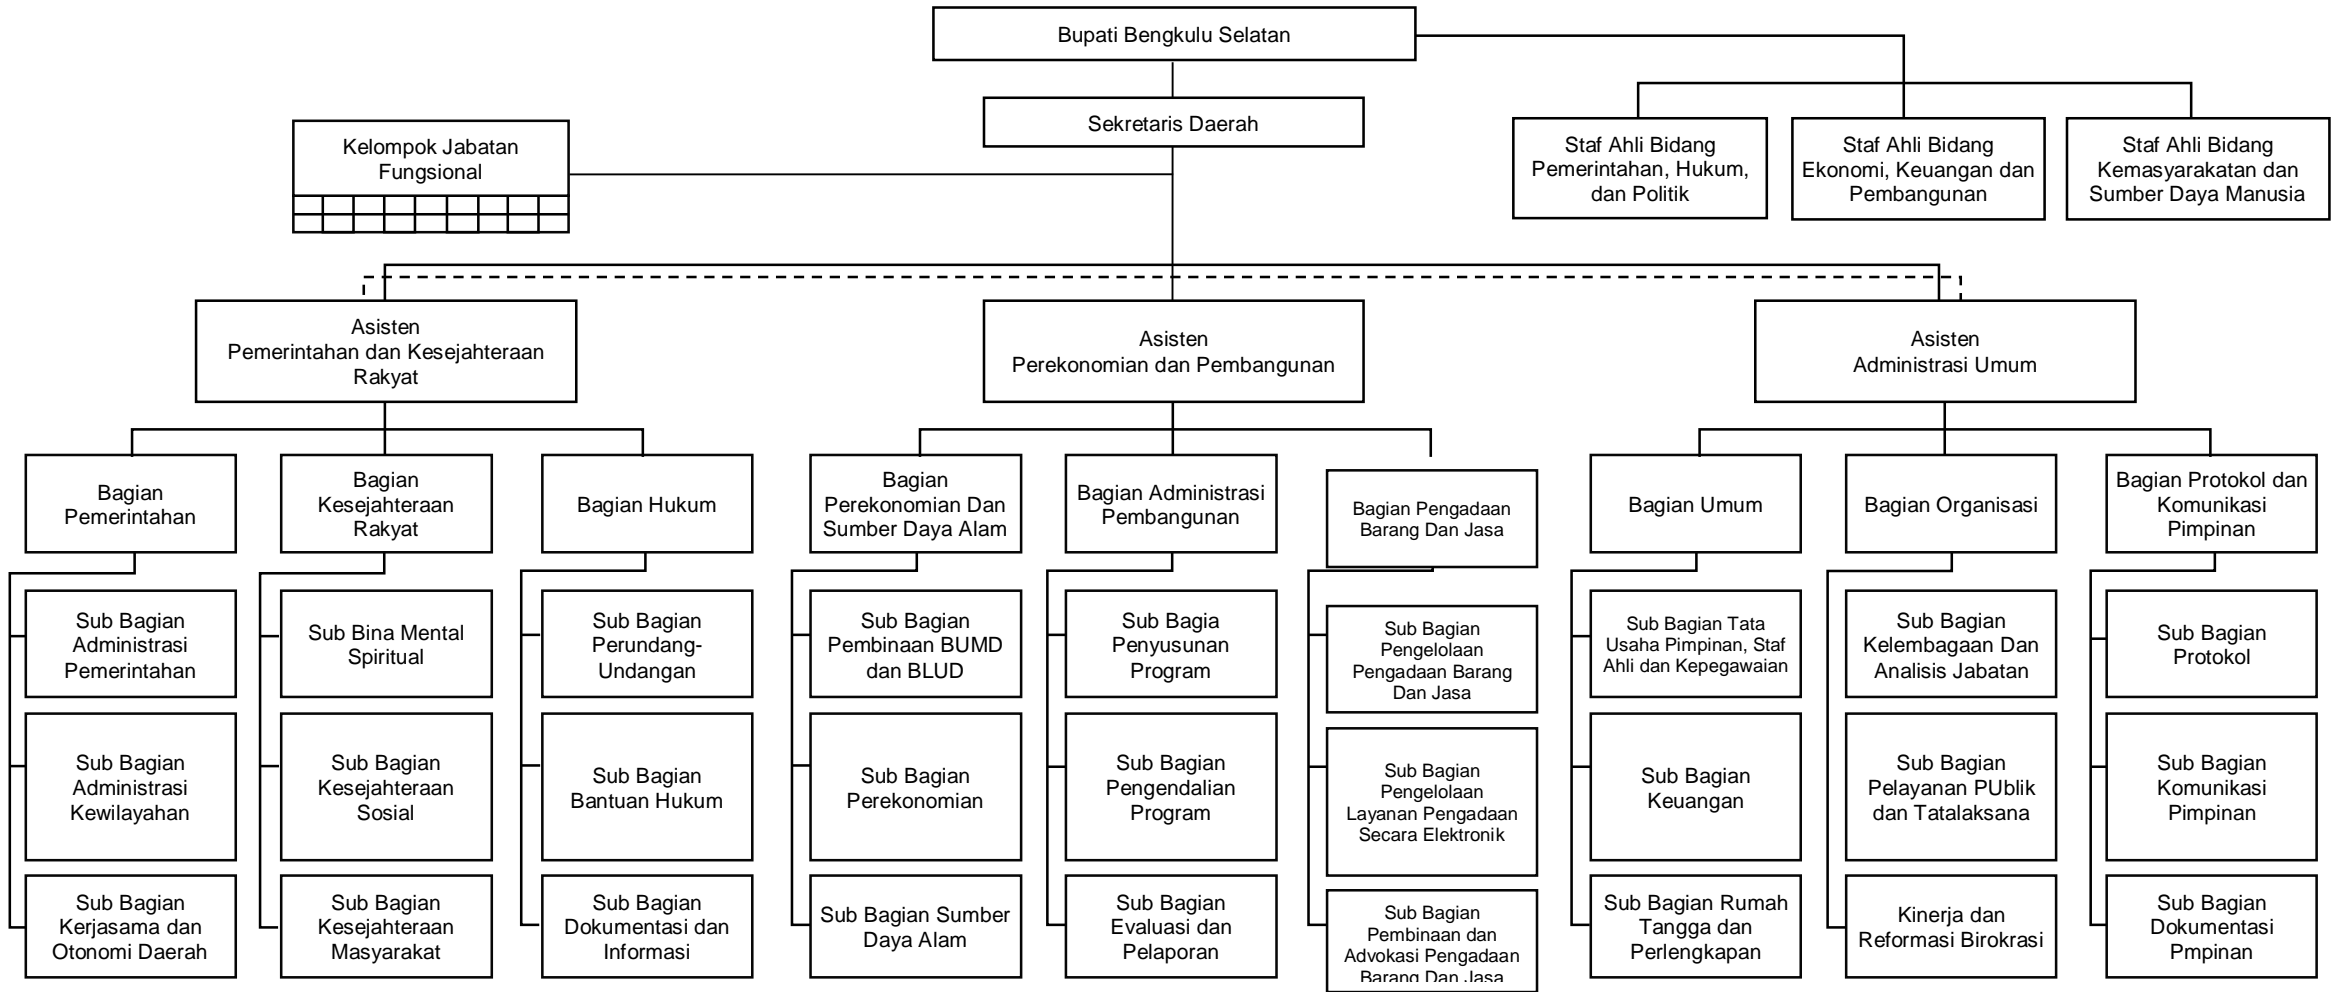 Bupati Bengkulu Selatan
Sekretaris Daerah
Kelompok Jabatan
Fungsional
Staf Ahli Bidang
Pemerintahan, Hukum,
dan Politik
Staf Ahli Bidang
Ekonomi, Keuangan dan
Pembangunan
Staf Ahli Bidang
Kemasyarakatan dan
Sumber Daya Manusia
Asisten
Pemerintahan dan Kesejahteraan
Rakyat
Asisten
Perekonomian dan Pembangunan
Asisten
Administrasi Umum
Bagian
Pemerintahan
Bagian
Kesejahteraan
Rakyat
Bagian Hukum
Bagian
Perekonomian Dan
Sumber Daya Alam
Bagian Administrasi
Pembangunan
Bagian Pengadaan
Barang Dan Jasa
Bagian Umum
Bagian Organisasi
Bagian Protokol dan
Komunikasi
Pimpinan
Sub Bagian
Administrasi
Pemerintahan
Sub Bina Mental
Spiritual
Sub Bagian
Perundang-
Undangan
Sub Bagian
Pembinaan BUMD
dan BLUD
Sub Bagia
Penyusunan
Program
Sub Bagian
Pengelolaan
Pengadaan Barang
Dan Jasa
Sub Bagian Tata
Usaha Pimpinan, Staf
Ahli dan Kepegawaian
Sub Bagian
Kelembagaan Dan
Analisis Jabatan
Sub Bagian
Protokol
Sub Bagian
Administrasi
Kewilayahan
Sub Bagian
Kesejahteraan
Sosial
Sub Bagian
Bantuan Hukum
Sub Bagian
Perekonomian
Sub Bagian
Pengendalian
Program
Sub Bagian
Pengelolaan
Layanan Pengadaan
Secara Elektronik
Sub Bagian
Keuangan
Sub Bagian
Pelayanan PUblik
dan Tatalaksana
Sub Bagian
Komunikasi
Pimpinan
Sub Bagian
Kerjasama dan
Otonomi Daerah
Sub Bagian
Kesejahteraan
Masyarakat
Sub Bagian
Dokumentasi dan
Informasi
Sub Bagian Sumber
Daya Alam
Sub Bagian
Evaluasi dan
Pelaporan
Sub Bagian
Pembinaan dan
Advokasi Pengadaan
Barang Dan Jasa
Sub Bagian Rumah
Tangga dan
Perlengkapan
Kinerja dan
Reformasi Birokrasi
Sub Bagian
Dokumentasi
Pmpinan